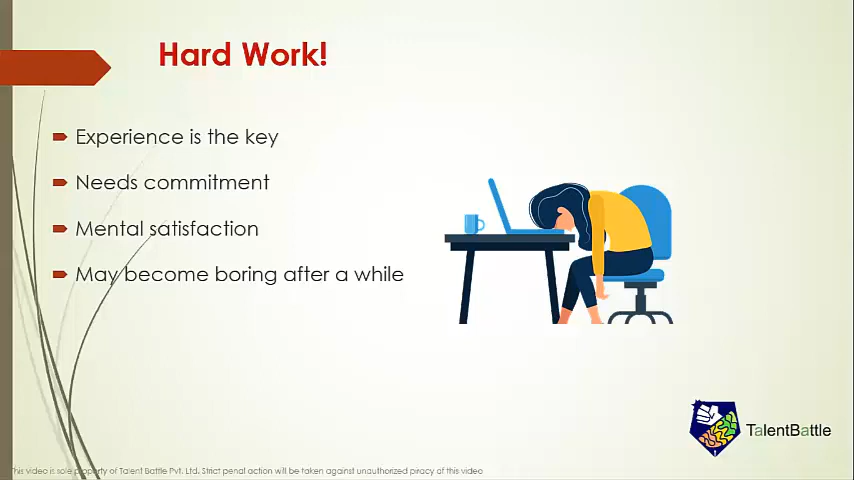 Hard Work!
Experience is the key
Needs commitment
Mental satisfaction
May become boring after a while
TalentBattle
This video is sole property of Talent Battle Pvt. Ltd. Strict penal action will be taken against unauthorized piracy of this video